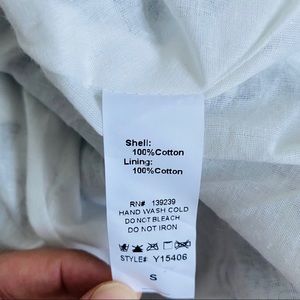 Shell:
100%Cotton
Lining:
100%Cotton
RN# 139239
HAND WASH COLD
DO NOT BLEACH
DO NOT IRON
STYLE# Y15406
S